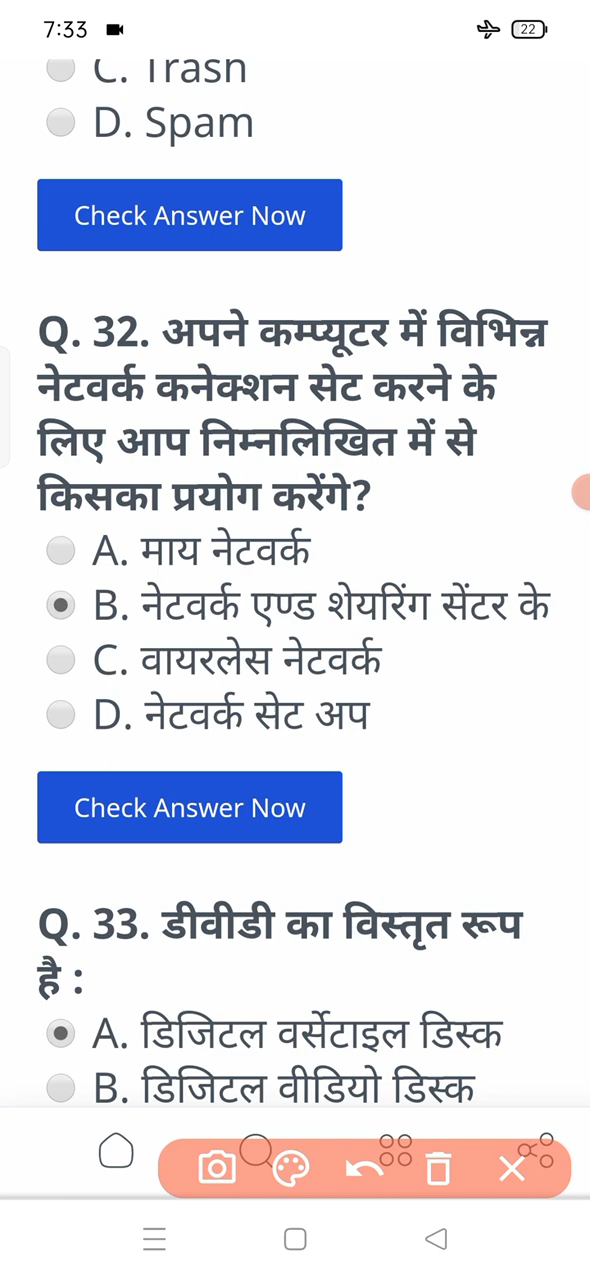 7:33
22
C. Trash
D. Spam
Check Answer Now
Q. 32. अपने कम्प्यूटर में विभिन्न
नेटवर्क कनेक्शन सेट करने के
लिए आप निम्नलिखित में से
किसका प्रयोग करेंगे?
A. माय नेटवर्क
B. नेटवर्क एण्ड शेयरिंग सेंटर के
C. वायरलेस नेटवर्क
D. नेटवर्क सेट अप
Check Answer Now
Q. 33. डीवीडी का विस्तृत रूप
है :
A. डिजिटल वर्सेटाइल डिस्क
B. डिजिटल वीडियो डिस्क